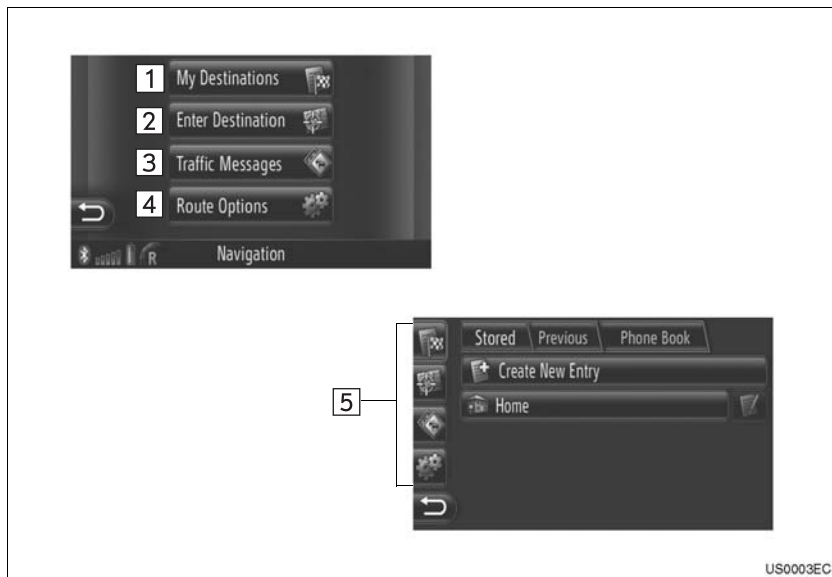 1 My Destinations
2 Enter Destination
3 Traffic Messages
4 Route Options
R Navigation
Stored Previous Phone Book
Create New Entry
5 Home
US0003EC